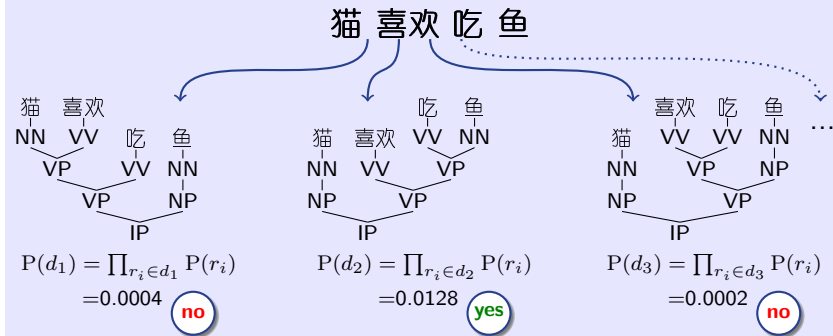 猫 喜欢 吃 鱼
猫 喜欢
NN VV 吃 鱼
VP VV NN
VP NP
IP
P(d₁) = ∏_{rᵢ∈d₁} P(rᵢ)
=0.0004 no
吃 鱼
猫 喜欢 VV NN
NN VV VP
NP VP
IP
P(d₂) = ∏_{rᵢ∈d₂} P(rᵢ)
=0.0128 yes
喜欢 吃 鱼
猫 VV VV NN
NN VP NP
NP VP
IP
P(d₃) = ∏_{rᵢ∈d₃} P(rᵢ)
=0.0002 no
...